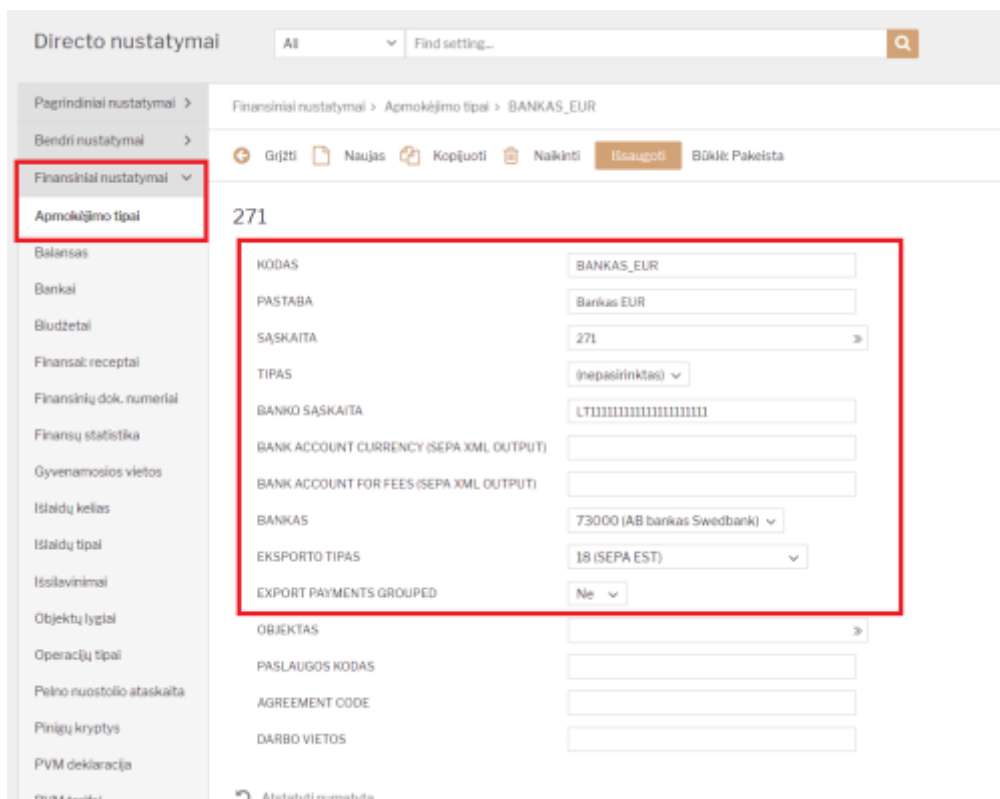 Directo nustatymai
All
Find setting...
Pagrindiniai nustatymai >
Bendri nustatymai >
Finansiniai nustatymai
Apmokėjimo tipai
Balansas
Bankai
Biudžetai
Finansai: receptai
Finansinių dok. numeriai
Finansų statistika
Gyvenamosios vietos
Išlaidų kelias
Išlaidų tipai
Išsilavinimai
Objektų lygiai
Operacijų tipai
Pelno nuostolio ataskaita
Pinigų kryptys
PVM deklaracija
PVM tarifai
Finansiniai nustatymai > Apmokėjimo tipai > BANKAS_EUR
Grįžti Naujas Kopijuoti Naikinti Išsaugoti Būklė: Pakeista
271
KODAS BANKAS_EUR
PASTABA Bankas EUR
SĄSKAITA 271
TIPAS (nepasirinktas)
BANKO SĄSKAITA
BANK ACCOUNT CURRENCY (SEPA XML OUTPUT)
BANK ACCOUNT FOR FEES (SEPA XML OUTPUT)
BANKAS 73000 (AB bankas Swedbank)
EKSPORTO TIPAS 18 (SEPA EST)
EXPORT PAYMENTS GROUPED Ne
OBJEKTAS
PASLAUGOS KODAS
AGREEMENT CODE
DARBO VIETOS
Atstatyti numatytą